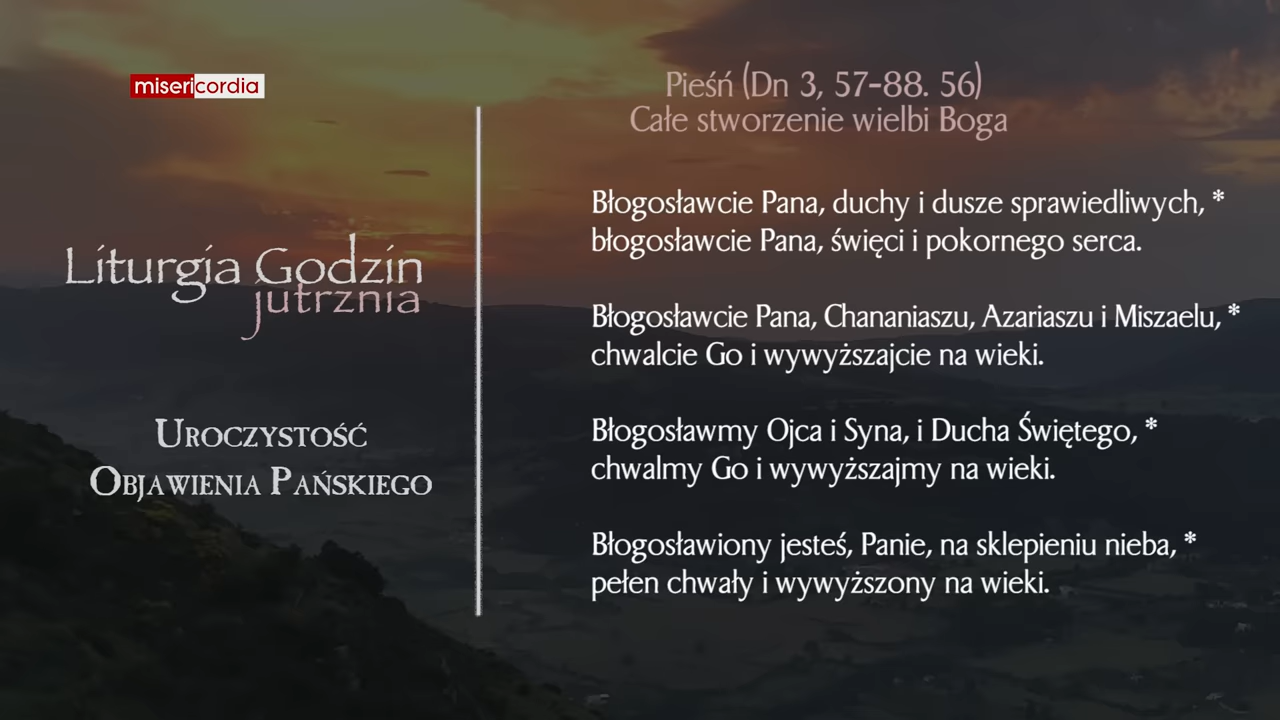 misericordia
Liturgia Godzin
jutrznia
Uroczystość
Objawienia Pańskiego
Pieśń (Dn 3, 57-88. 56)
Całe stworzenie wielbi Boga
Błogosławcie Pana, duchy i dusze sprawiedliwych, *
błogosławcie Pana, święci i pokornego serca.
Błogosławcie Pana, Chananiaszu, Azariaszu i Miszaelu, *
chwalcie Go i wywyższajcie na wieki.
Błogosławmy Ojca i Syna, i Ducha Świętego, *
chwalmy Go i wywyższajmy na wieki.
Błogosławiony jesteś, Panie, na sklepieniu nieba, *
pełen chwały i wywyższony na wieki.